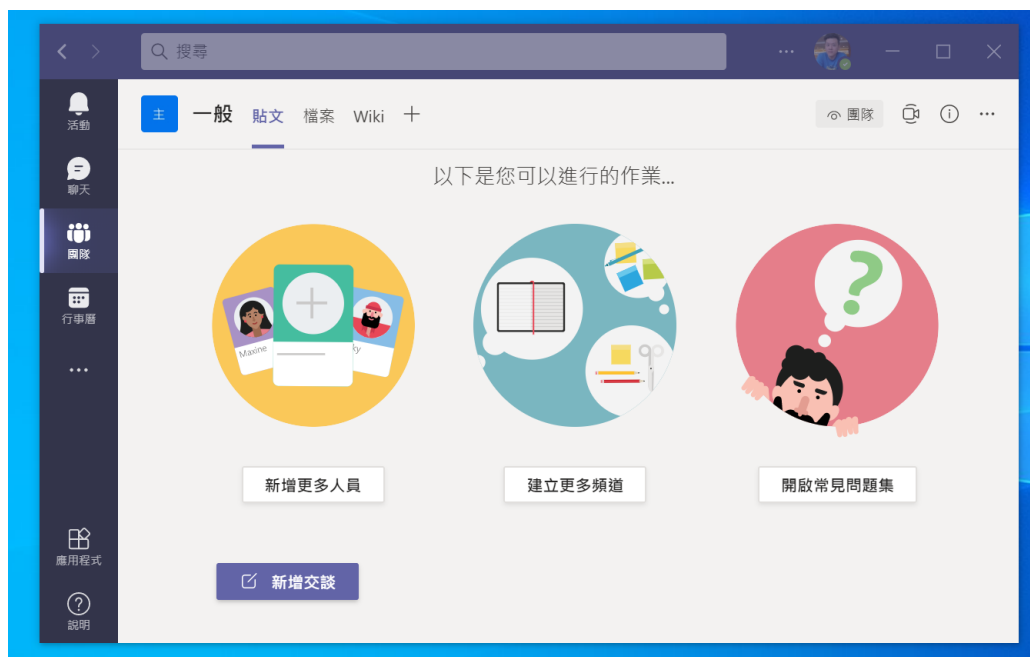 搜尋
活動
聊天
團隊
行事曆
應用程式
說明
主 一般 貼文 檔案 Wiki
團隊
以下是您可以進行的作業...
Maxine
ky
新增更多人員
建立更多頻道
開啟常見問題集
新增交談